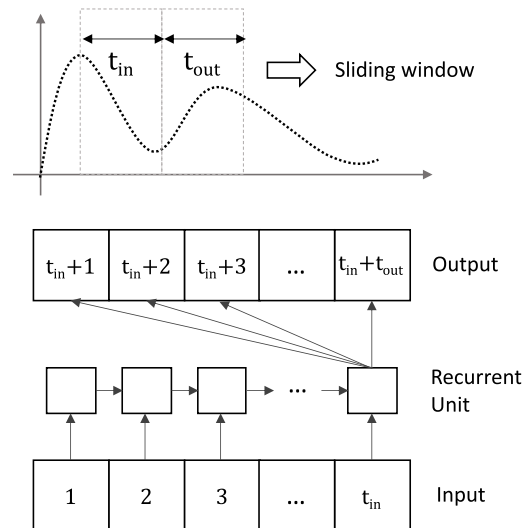 t_in
t_out
Sliding window
t_in+1
t_in+2
t_in+3
...
t_in+t_out
Output
...
Recurrent
Unit
1
2
3
...
t_in
Input